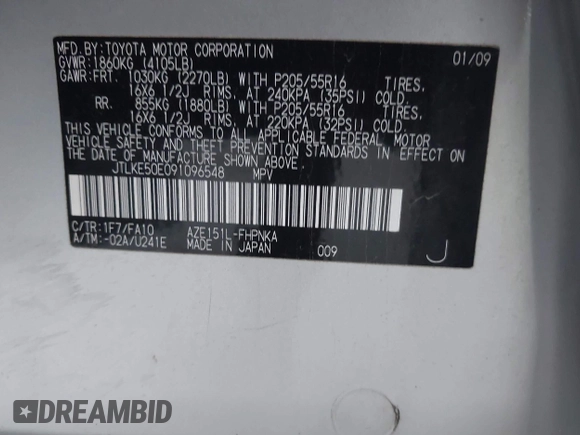 MFD.BY:TOYOTA MOTOR CORPORATION 01/09
GVWR:1860KG (4105LB)
GAWR:FRT. 1030KG (2270LB) WITH P205/55R16 TIRES,
16X6 1/2J RIMS, AT 240KPA (35PSI) COLD.
RR. 855KG (1880LB) WITH P205/55R16 TIRES,
16X6 1/2J RIMS, AT 220KPA (32PSI) COLD.
THIS VEHICLE CONFORMS TO ALL APPLICABLE FEDERAL MOTOR
VEHICLE SAFETY AND THEFT PREVENTION STANDARDS IN EFFECT ON
THE DATE OF MANUFACTURE SHOWN ABOVE.
JTLKE50E091096548 MPV
C/TR:1F7/FA10 AZE151L-FHPNKA
A/TM:-02A/U241E MADE IN JAPAN 009 J
DREAMBID